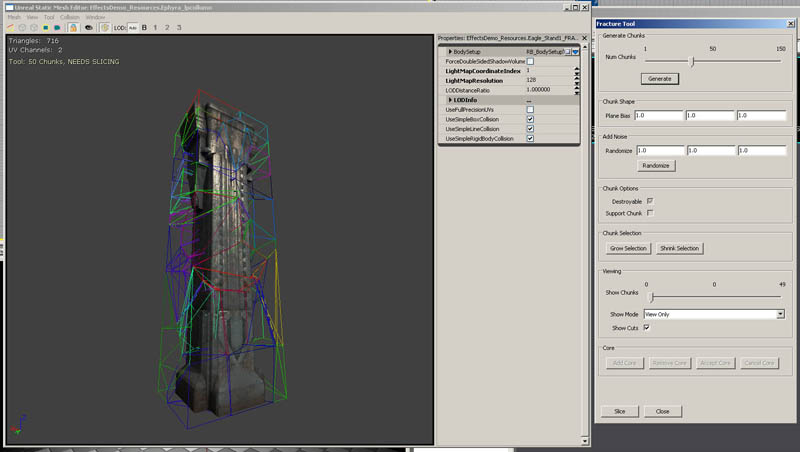 Unreal Static Mesh Editor: EffectsDemo_Resources.Ephyra_lpcollumn
Mesh View Tool Collision Window
LOD: Auto B 1 2 3
Triangles: 716
UV Channels: 2
Tool: 50 Chunks, NEEDS SLICING
Properties: EffectsDemo_Resources.Eagle_Stand1_FRA...
BodySetup RB_BodySetup'
ForceDoubleSidedShadowVolume
LightMapCoordinateIndex 1
LightMapResolution 128
LODDistanceRatio 1.000000
LODInfo ...
UseFullPrecisionUVs
UseSimpleBoxCollision
UseSimpleLineCollision
UseSimpleRigidBodyCollision
Fracture Tool
Generate Chunks
1 50 150
Num Chunks
Generate
Chunk Shape
Plane Bias 1.0 1.0 1.0
Add Noise
Randomize 1.0 1.0 1.0
Randomize
Chunk Options
Destroyable
Support Chunk
Chunk Selection
Grow Selection Shrink Selection
Viewing
0 0 49
Show Chunks
Show Mode View Only
Show Cuts
Core
Add Core Remove Core Accept Core Cancel Core
Slice Close